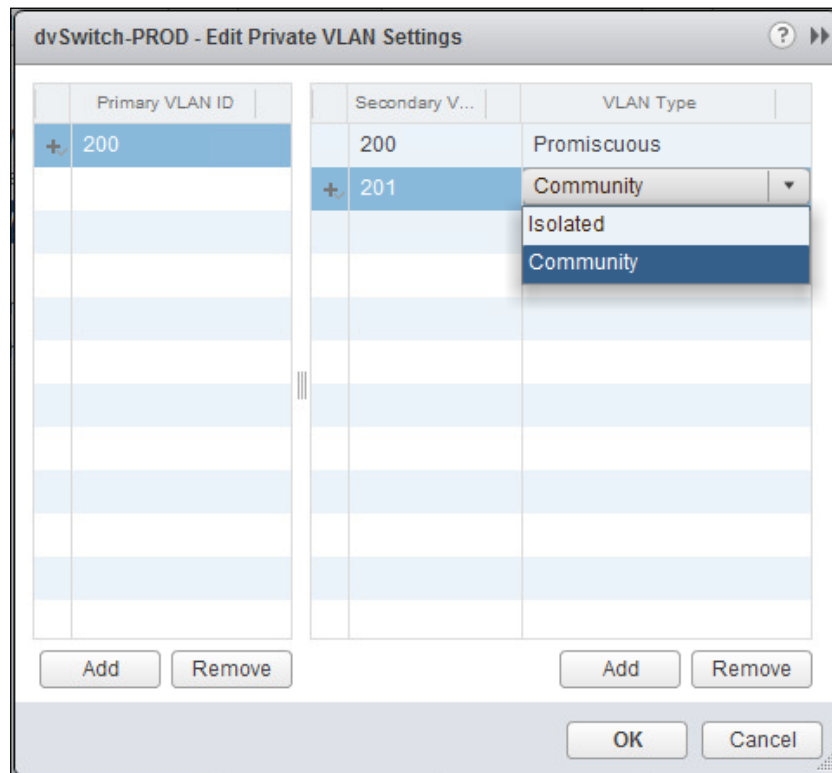 dvSwitch-PROD - Edit Private VLAN Settings ?
Primary VLAN ID
Secondary V... VLAN Type
200
200 Promiscuous
201 Community
Isolated
Community
Add Remove
Add Remove
OK Cancel